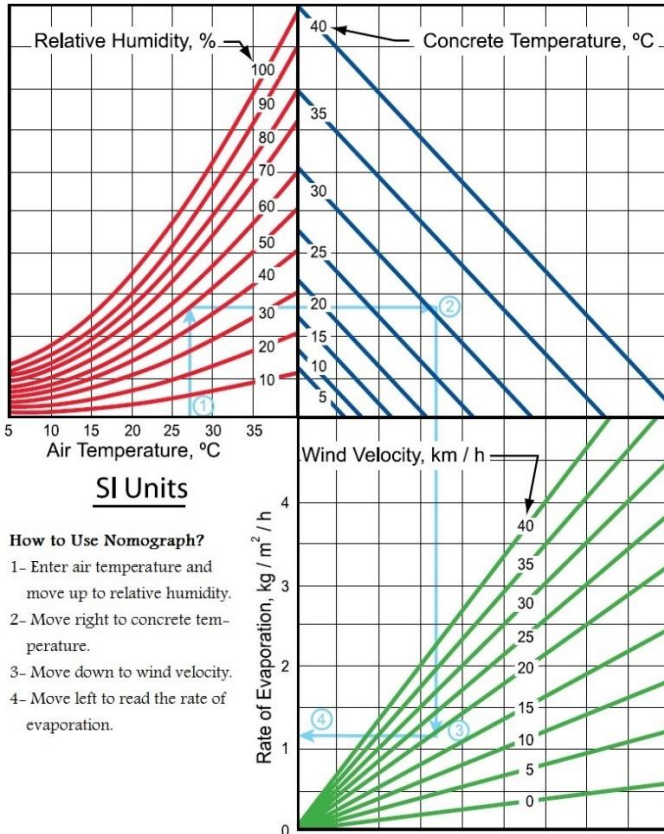 Relative Humidity, %
100
90
80
70
60
50
40
30
20
10
40
Concrete Temperature, ºC
35
30
25
20
15
10
5
②
①
5 10 15 20 25 30 35
Air Temperature, ºC
SI Units
How to Use Nomograph?
1- Enter air temperature and
move up to relative humidity.
2- Move right to concrete tem-
perature.
3- Move down to wind velocity.
4- Move left to read the rate of
evaporation.
Wind Velocity, km / h
Rate of Evaporation, kg / m² / h
4
3
2
1
0
40
35
30
25
20
15
10
5
0
④
③